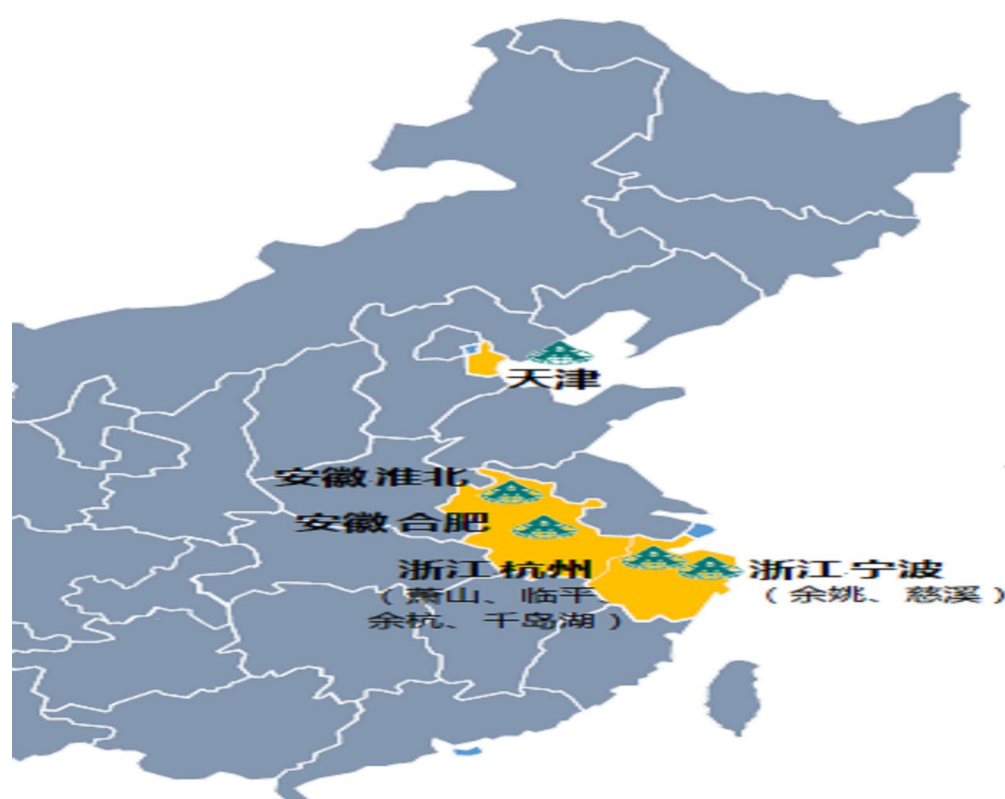 天津
安徽 淮北
安徽 合肥
浙江 杭州
（萧山、临平、
余杭、千岛湖）
浙江 宁波
（余姚、慈溪）